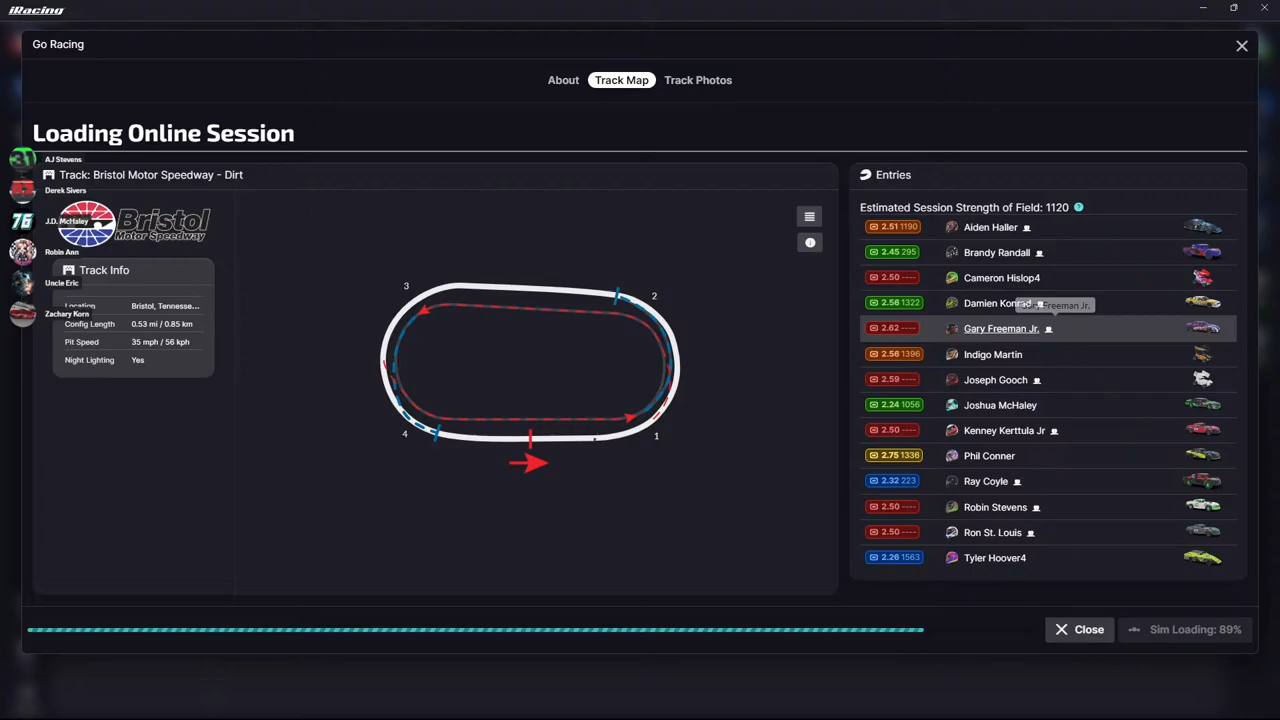 iRacing
Go Racing
About
Track Map
Track Photos
Loading Online Session
AJ Stevens
Derek Sivers
J.D. McHaley
Robin Ann
Uncle Eric
Zachary Korn
31
76
Track: Bristol Motor Speedway - Dirt
Bristol
Motor Speedway
Track Info
Location Bristol, Tennesse...
Config Length 0.53 mi / 0.85 km
Pit Speed 35 mph / 56 kph
Night Lighting Yes
3
2
4
1
Entries
Estimated Session Strength of Field: 1120
2.51 1190 Aiden Haller
2.45 295 Brandy Randall
2.50 ---- Cameron Hislop4
2.56 1322 Damien Konrad
Gary Freeman Jr.
2.62 ---- Gary Freeman Jr.
2.56 1396 Indigo Martin
2.59 ---- Joseph Gooch
2.24 1056 Joshua McHaley
2.50 ---- Kenney Kerttula Jr
2.75 1336 Phil Conner
2.32 223 Ray Coyle
2.50 ---- Robin Stevens
2.50 ---- Ron St. Louis
2.26 1563 Tyler Hoover4
Close
Sim Loading: 89%